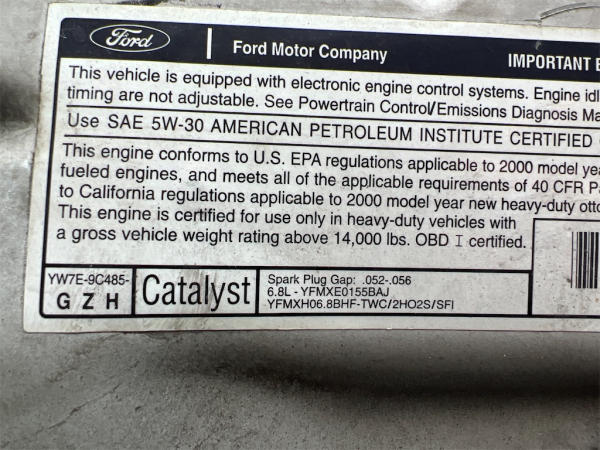 Ford
Ford Motor Company
IMPORTANT
This vehicle is equipped with electronic engine control systems. Engine
timing are not adjustable. See Powertrain Control/Emissions Diagnosis
Use SAE 5W-30 AMERICAN PETROLEUM INSTITUTE CERTIFIED
This engine conforms to U.S. EPA regulations applicable to 2000 model
fueled engines, and meets all of the applicable requirements of 40 CFR
to California regulations applicable to 2000 model year new heavy-duty
This engine is certified for use only in heavy-duty vehicles with
a gross vehicle weight rating above 14,000 lbs. OBD I certified.
YW7E-9C485-
G Z H
Catalyst
Spark Plug Gap: .052-.056
6.8L - YFMXE0155BAJ
YFMXH06.8BHF-TWC/2HO2S/SFI